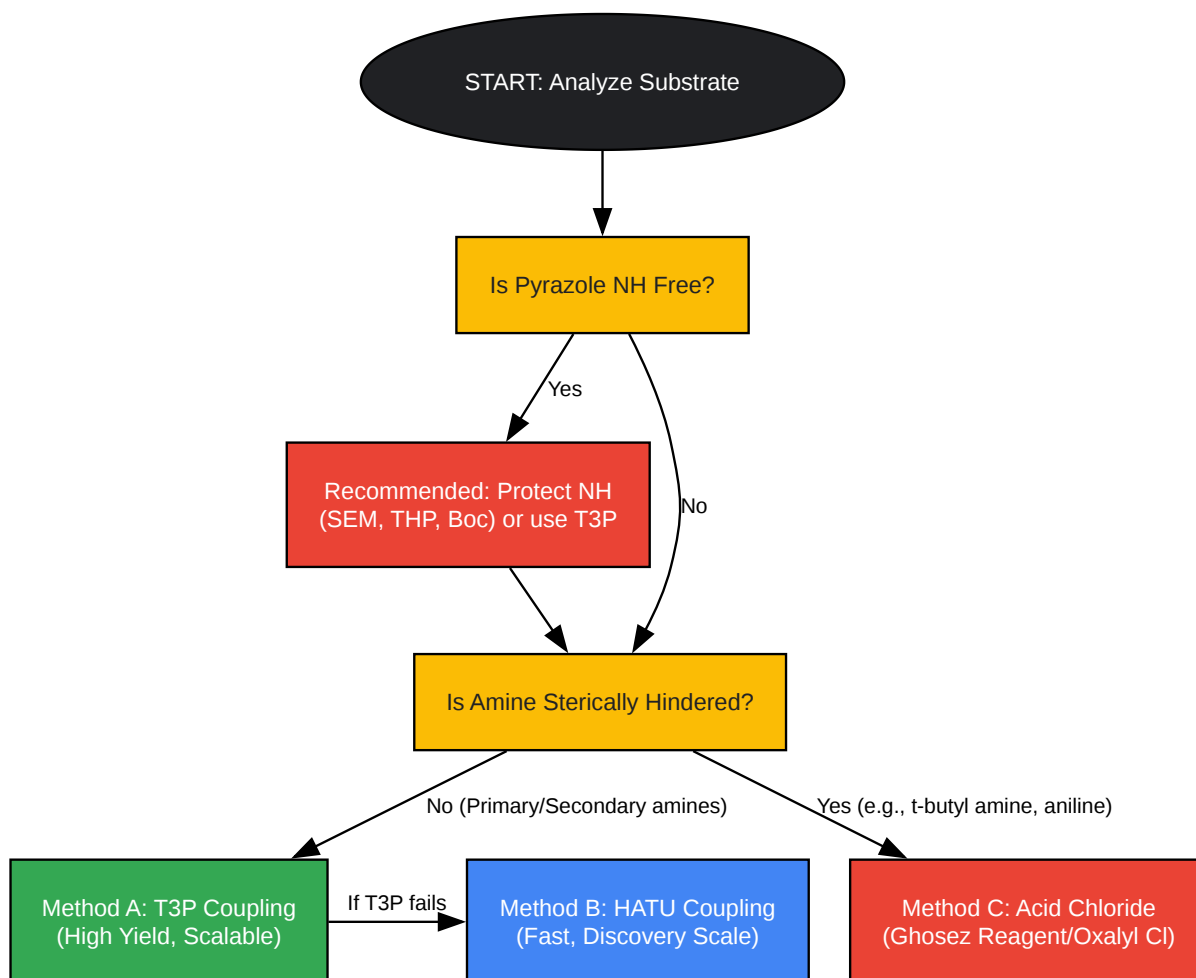 START: Analyze Substrate
Is Pyrazole NH Free?
Yes
Recommended: Protect NH
(SEM, THP, Boc) or use T3P
No
Is Amine Sterically Hindered?
No (Primary/Secondary amines)
Yes (e.g., t-butyl amine, aniline)
Method A: T3P Coupling
(High Yield, Scalable)
If T3P fails
Method B: HATU Coupling
(Fast, Discovery Scale)
Method C: Acid Chloride
(Ghosez Reagent/Oxalyl Cl)